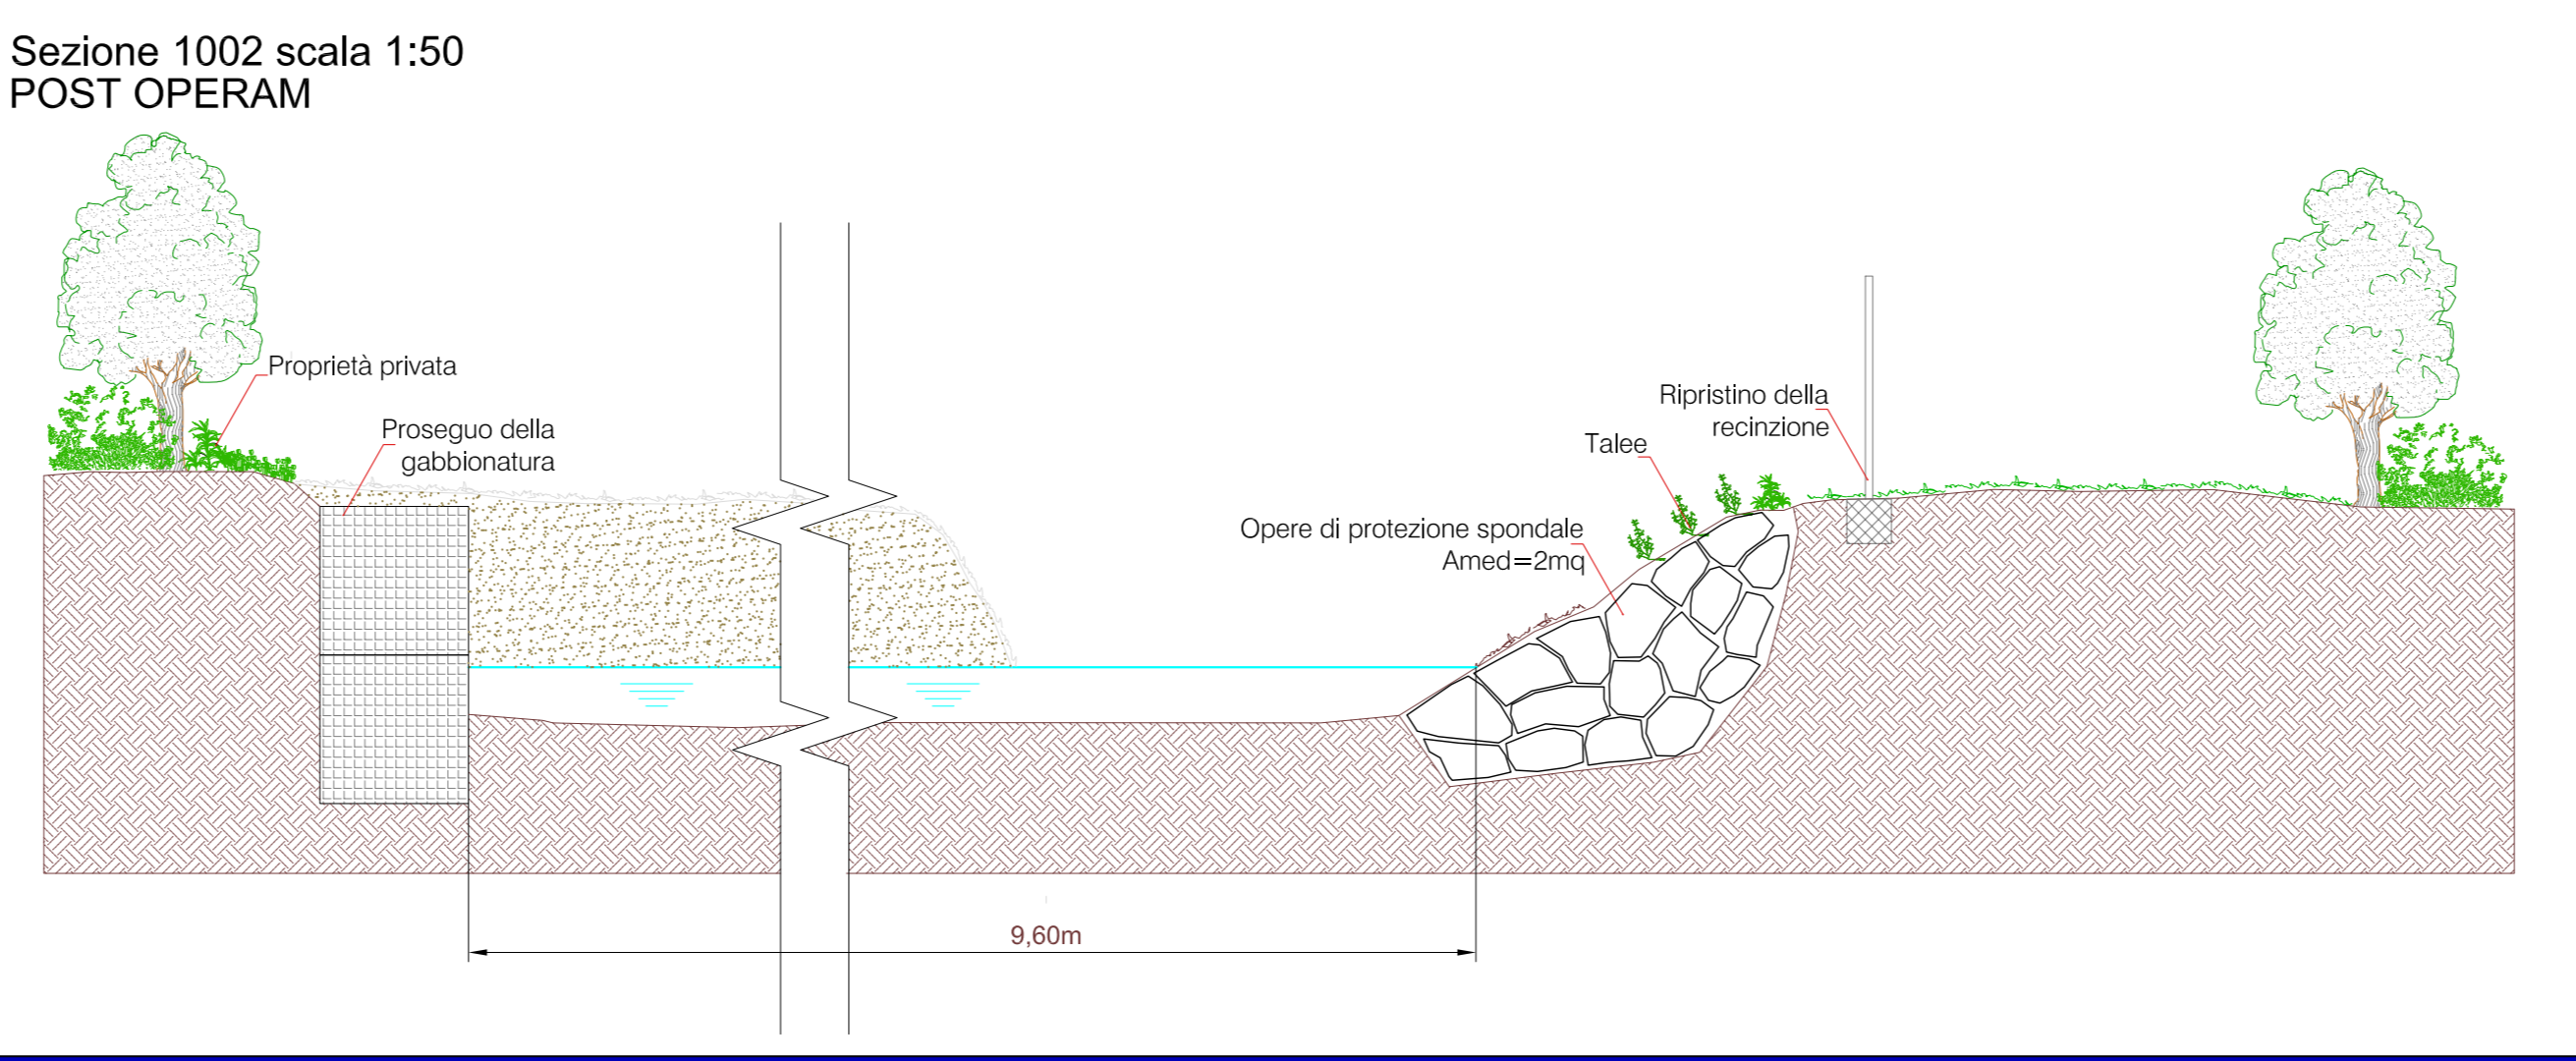 Sezione 1002 scala 1:50
POST OPERAM
Proprietà privata
Proseguo della
gabbionatura
Ripristino della
recinzione
Talee
Opere di protezione spondale
Amed=2mq
9,60m